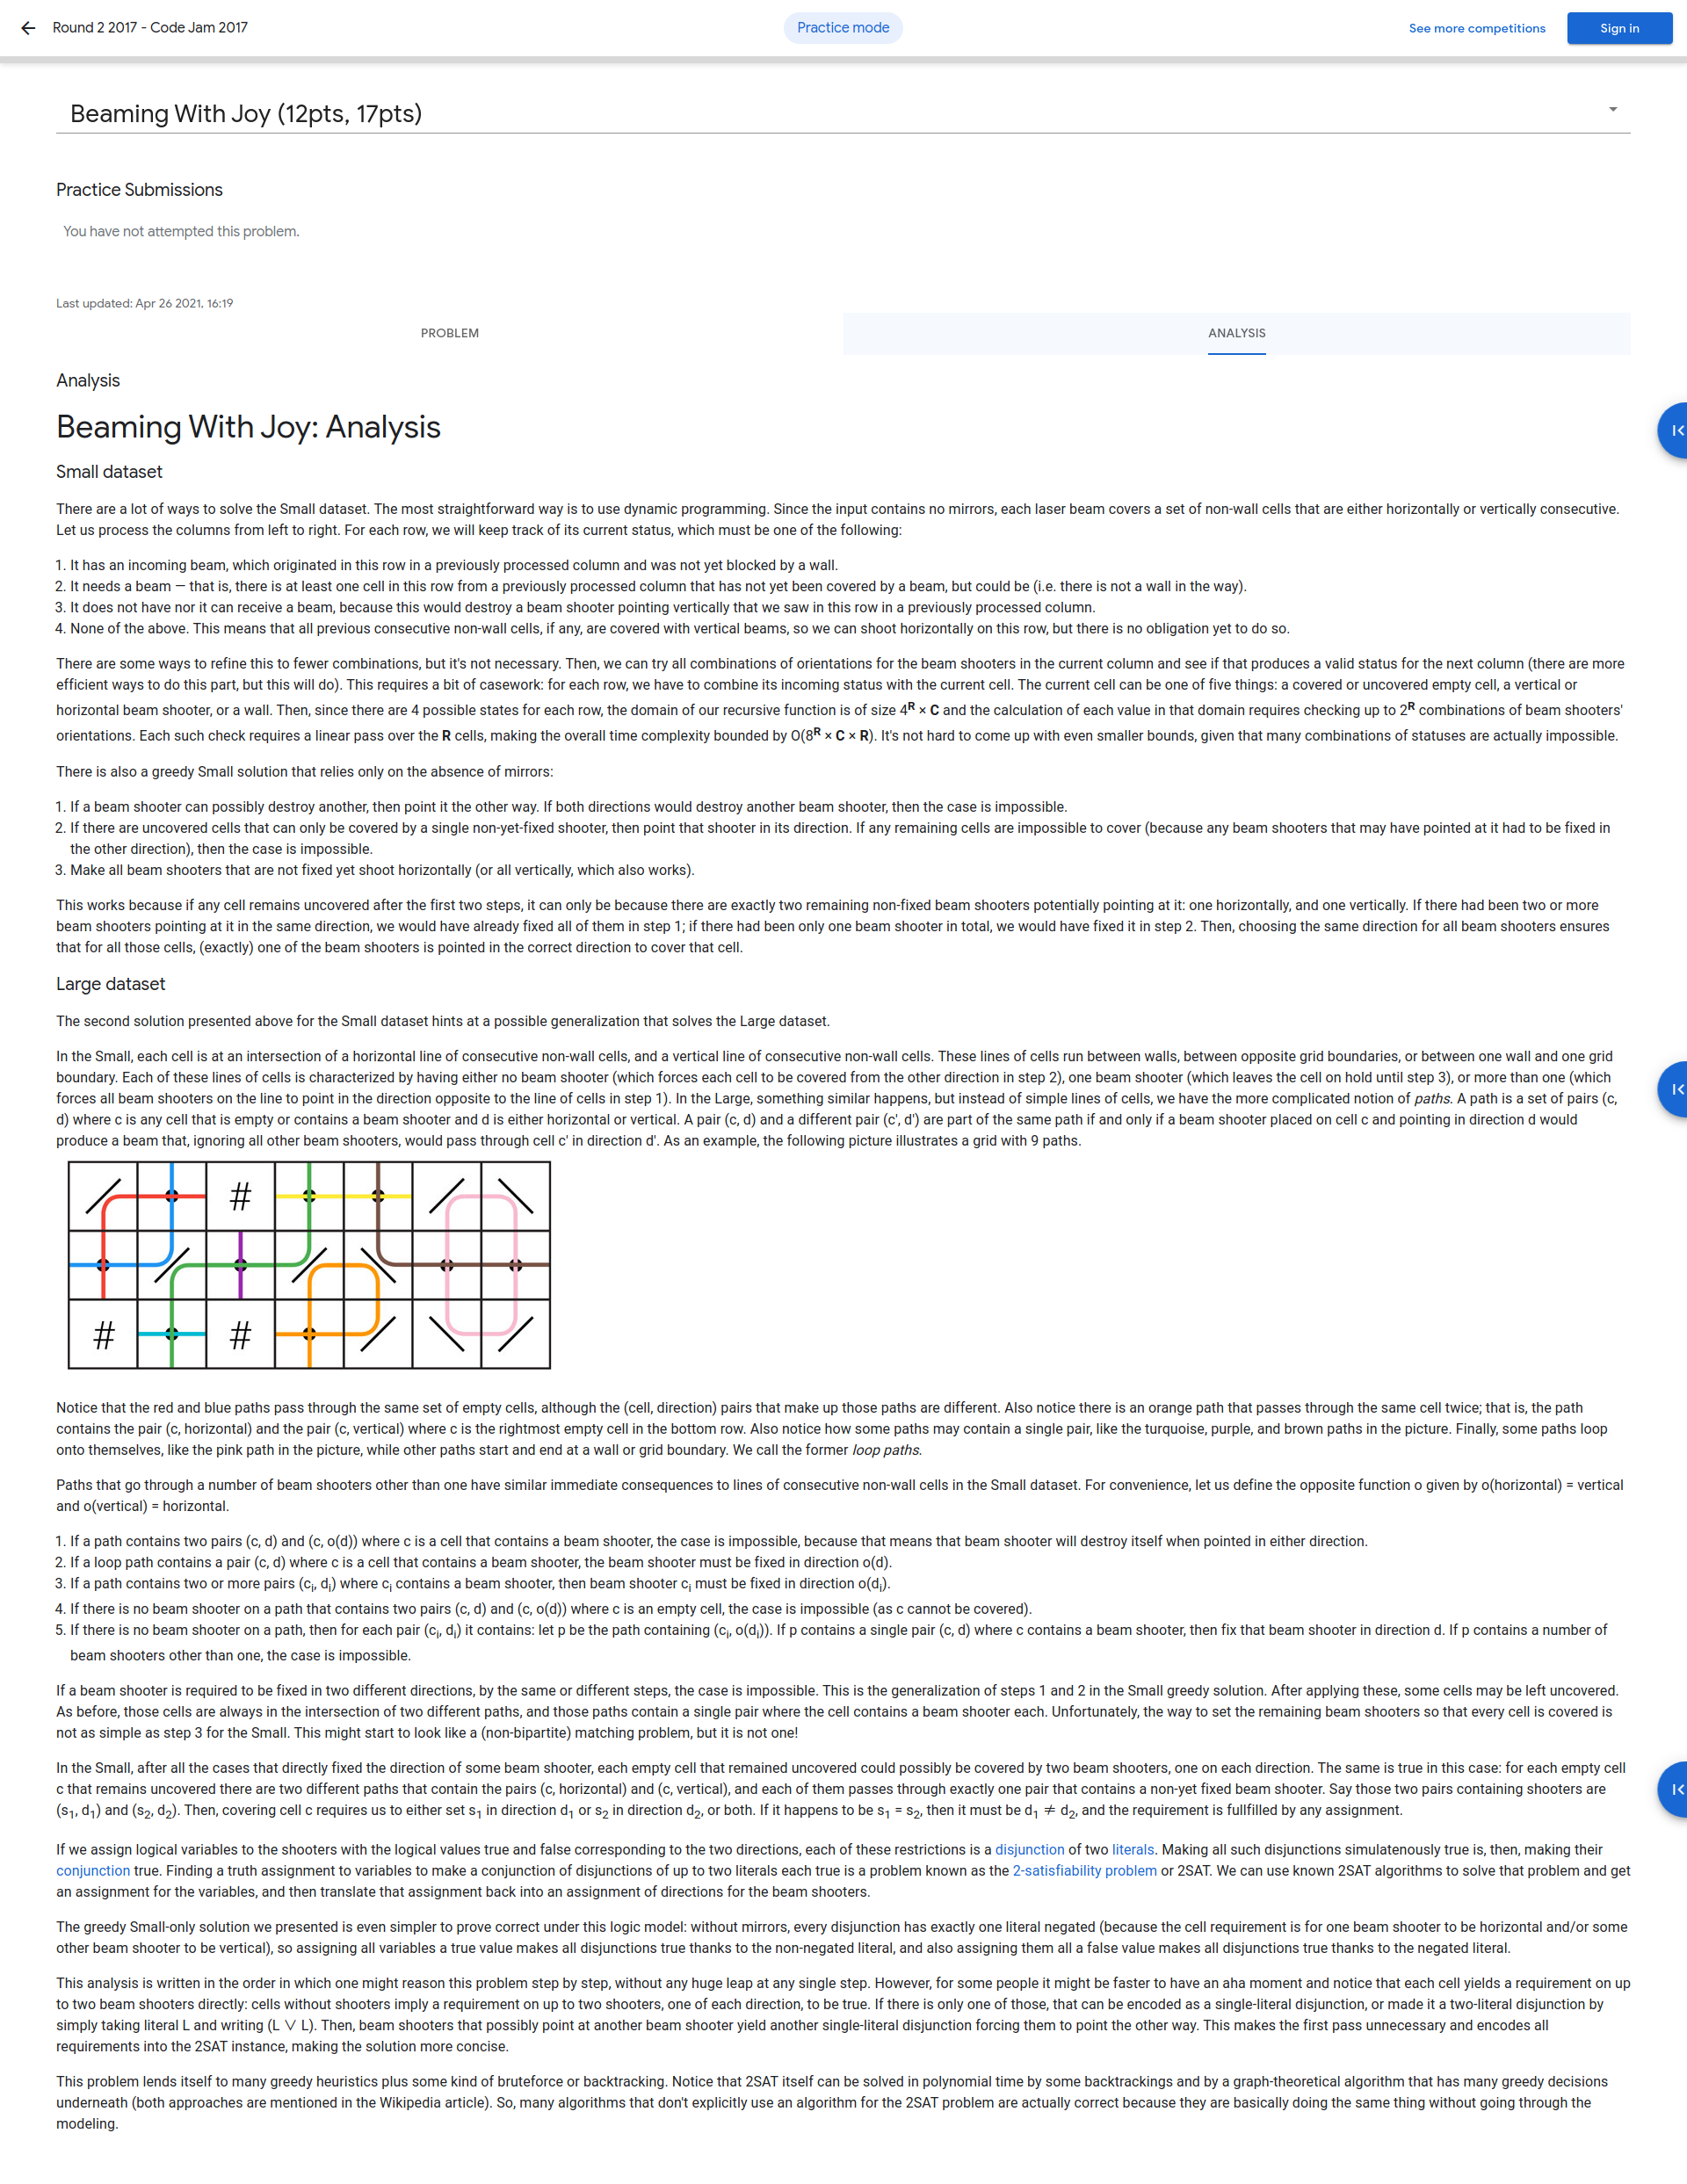 Round 2 2017 - Code Jam 2017
Practice mode
See more competitions
Sign in
Beaming With Joy (12pts, 17pts)
Practice Submissions
You have not attempted this problem.
Last updated: Apr 26 2021, 16:19
PROBLEM
ANALYSIS
Analysis
Beaming With Joy: Analysis
Small dataset
There are a lot of ways to solve the Small dataset. The most straightforward way is to use dynamic programming. Since the input contains no mirrors, each laser beam covers a set of non-wall cells that are either horizontally or vertically consecutive.
Let us process the columns from left to right. For each row, we will keep track of its current status, which must be one of the following:
1. It has an incoming beam, which originated in this row in a previously processed column and was not yet blocked by a wall.
2. It needs a beam — that is, there is at least one cell in this row from a previously processed column that has not yet been covered by a beam, but could be (i.e. there is not a wall in the way).
3. It does not have nor it can receive a beam, because this would destroy a beam shooter pointing vertically that we saw in this row in a previously processed column.
4. None of the above. This means that all previous consecutive non-wall cells, if any, are covered with vertical beams, so we can shoot horizontally on this row, but there is no obligation yet to do so.
There are some ways to refine this to fewer combinations, but it's not necessary. Then, we can try all combinations of orientations for the beam shooters in the current column and see if that produces a valid status for the next column (there are more
efficient ways to do this part, but this will do). This requires a bit of casework: for each row, we have to combine its incoming status with the current cell. The current cell can be one of five things: a covered or uncovered empty cell, a vertical or
horizontal beam shooter, or a wall. Then, since there are 4 possible states for each row, the domain of our recursive function is of size 4^R × C and the calculation of each value in that domain requires checking up to 2^R combinations of beam shooters'
orientations. Each such check requires a linear pass over the R cells, making the overall time complexity bounded by O(8^R × C × R). It's not hard to come up with even smaller bounds, given that many combinations of statuses are actually impossible.
There is also a greedy Small solution that relies only on the absence of mirrors:
1. If a beam shooter can possibly destroy another, then point it the other way. If both directions would destroy another beam shooter, then the case is impossible.
2. If there are uncovered cells that can only be covered by a single non-yet-fixed shooter, then point that shooter in its direction. If any remaining cells are impossible to cover (because any beam shooters that may have pointed at it had to be fixed in
the other direction), then the case is impossible.
3. Make all beam shooters that are not fixed yet shoot horizontally (or all vertically, which also works).
This works because if any cell remains uncovered after the first two steps, it can only be because there are exactly two remaining non-fixed beam shooters potentially pointing at it: one horizontally, and one vertically. If there had been two or more
beam shooters pointing at it in the same direction, we would have already fixed all of them in step 1; if there had been only one beam shooter in total, we would have fixed it in step 2. Then, choosing the same direction for all beam shooters ensures
that for all those cells, (exactly) one of the beam shooters is pointed in the correct direction to cover that cell.
Large dataset
The second solution presented above for the Small dataset hints at a possible generalization that solves the Large dataset.
In the Small, each cell is at an intersection of a horizontal line of consecutive non-wall cells, and a vertical line of consecutive non-wall cells. These lines of cells run between walls, between opposite grid boundaries, or between one wall and one grid
boundary. Each of these lines of cells is characterized by having either no beam shooter (which forces each cell to be covered from the other direction in step 2), one beam shooter (which leaves the cell on hold until step 3), or more than one (which
forces all beam shooters on the line to point in the direction opposite to the line of cells in step 1). In the Large, something similar happens, but instead of simple lines of cells, we have the more complicated notion of paths. A path is a set of pairs (c,
d) where c is any cell that is empty or contains a beam shooter and d is either horizontal or vertical. A pair (c, d) and a different pair (c', d') are part of the same path if and only if a beam shooter placed on cell c and pointing in direction d would
produce a beam that, ignoring all other beam shooters, would pass through cell c' in direction d'. As an example, the following picture illustrates a grid with 9 paths.
#
# #
Notice that the red and blue paths pass through the same set of empty cells, although the (cell, direction) pairs that make up those paths are different. Also notice there is an orange path that passes through the same cell twice; that is, the path
contains the pair (c, horizontal) and the pair (c, vertical) where c is the rightmost empty cell in the bottom row. Also notice how some paths may contain a single pair, like the turquoise, purple, and brown paths in the picture. Finally, some paths loop
onto themselves, like the pink path in the picture, while other paths start and end at a wall or grid boundary. We call the former loop paths.
Paths that go through a number of beam shooters other than one have similar immediate consequences to lines of consecutive non-wall cells in the Small dataset. For convenience, let us define the opposite function o given by o(horizontal) = vertical
and o(vertical) = horizontal.
1. If a path contains two pairs (c, d) and (c, o(d)) where c is a cell that contains a beam shooter, the case is impossible, because that means that beam shooter will destroy itself when pointed in either direction.
2. If a loop path contains a pair (c, d) where c is a cell that contains a beam shooter, the beam shooter must be fixed in direction o(d).
3. If a path contains two or more pairs (ci, di) where ci contains a beam shooter, then beam shooter ci must be fixed in direction o(di).
4. If there is no beam shooter on a path that contains two pairs (c, d) and (c, o(d)) where c is an empty cell, the case is impossible (as c cannot be covered).
5. If there is no beam shooter on a path, then for each pair (ci, di) it contains: let p be the path containing (ci, o(di)). If p contains a single pair (c, d) where c contains a beam shooter, then fix that beam shooter in direction d. If p contains a number of
beam shooters other than one, the case is impossible.
If a beam shooter is required to be fixed in two different directions, by the same or different steps, the case is impossible. This is the generalization of steps 1 and 2 in the Small greedy solution. After applying these, some cells may be left uncovered.
As before, those cells are always in the intersection of two different paths, and those paths contain a single pair where the cell contains a beam shooter each. Unfortunately, the way to set the remaining beam shooters so that every cell is covered is
not as simple as step 3 for the Small. This might start to look like a (non-bipartite) matching problem, but it is not one!
In the Small, after all the cases that directly fixed the direction of some beam shooter, each empty cell that remained uncovered could possibly be covered by two beam shooters, one on each direction. The same is true in this case: for each empty cell
c that remains uncovered there are two different paths that contain the pairs (c, horizontal) and (c, vertical), and each of them passes through exactly one pair that contains a non-yet fixed beam shooter. Say those two pairs containing shooters are
(s1, d1) and (s2, d2). Then, covering cell c requires us to either set s1 in direction d1 or s2 in direction d2, or both. If it happens to be s1 = s2, then it must be d1 ≠ d2, and the requirement is fullfilled by any assignment.
If we assign logical variables to the shooters with the logical values true and false corresponding to the two directions, each of these restrictions is a disjunction of two literals. Making all such disjunctions simulatenously true is, then, making their
conjunction true. Finding a truth assignment to variables to make a conjunction of disjunctions of up to two literals each true is a problem known as the 2-satisfiability problem or 2SAT. We can use known 2SAT algorithms to solve that problem and get
an assignment for the variables, and then translate that assignment back into an assignment of directions for the beam shooters.
The greedy Small-only solution we presented is even simpler to prove correct under this logic model: without mirrors, every disjunction has exactly one literal negated (because the cell requirement is for one beam shooter to be horizontal and/or some
other beam shooter to be vertical), so assigning all variables a true value makes all disjunctions true thanks to the non-negated literal, and also assigning them all a false value makes all disjunctions true thanks to the negated literal.
This analysis is written in the order in which one might reason this problem step by step, without any huge leap at any single step. However, for some people it might be faster to have an aha moment and notice that each cell yields a requirement on up
to two beam shooters directly: cells without shooters imply a requirement on up to two shooters, one of each direction, to be true. If there is only one of those, that can be encoded as a single-literal disjunction, or made it a two-literal disjunction by
simply taking literal L and writing (L ∨ L). Then, beam shooters that possibly point at another beam shooter yield another single-literal disjunction forcing them to point the other way. This makes the first pass unnecessary and encodes all
requirements into the 2SAT instance, making the solution more concise.
This problem lends itself to many greedy heuristics plus some kind of bruteforce or backtracking. Notice that 2SAT itself can be solved in polynomial time by some backtrackings and by a graph-theoretical algorithm that has many greedy decisions
underneath (both approaches are mentioned in the Wikipedia article). So, many algorithms that don't explicitly use an algorithm for the 2SAT problem are actually correct because they are basically doing the same thing without going through the
modeling.